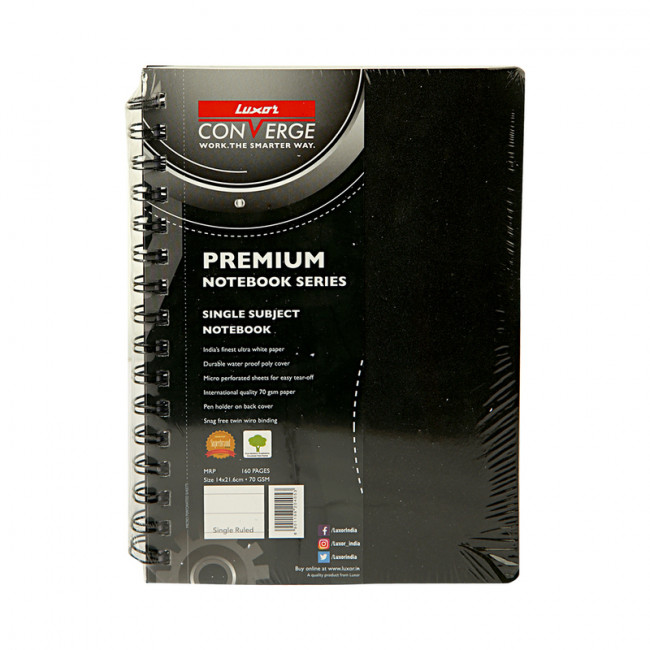 Luxor
CONVERGE
WORK.THE SMARTER WAY.
PREMIUM
NOTEBOOK SERIES
SINGLE SUBJECT
NOTEBOOK
India's finest ultra white paper
Durable water proof poly cover
Micro perforated sheets for easy tear-off
International quality 70 gsm paper
Pen holder on back cover
Snag free twin wiro binding
MRP 160 PAGES
Size 14x21.6cm • 70 GSM
Single Ruled
/LuxorIndia
/Luxor_india
/LuxorIndia
Buy online at www.luxor.in
A quality product from Luxor